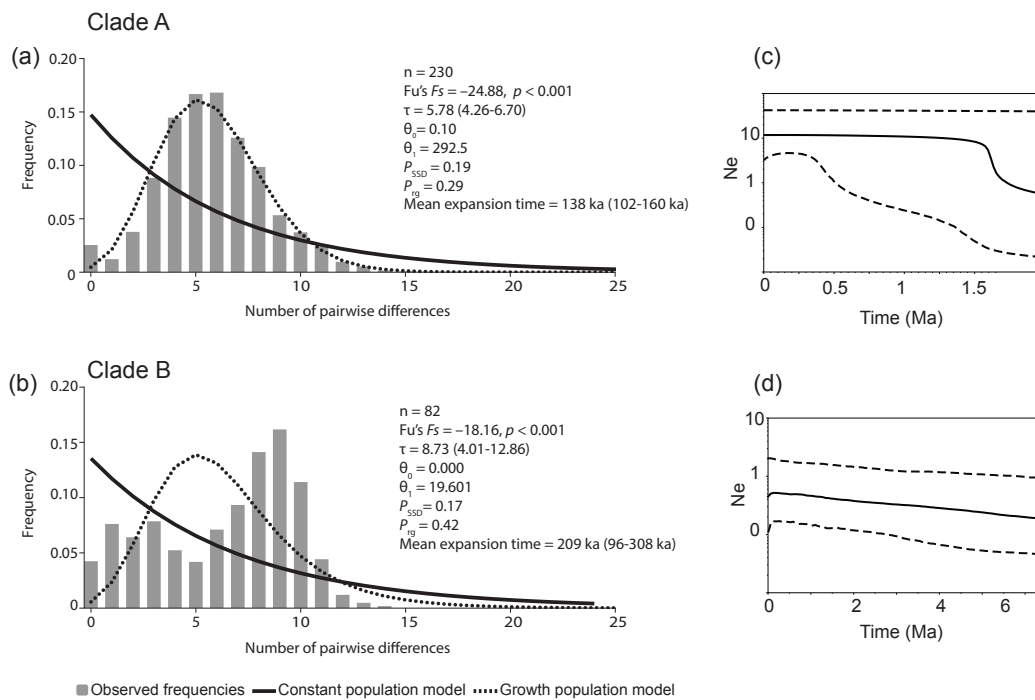 Clade A
(a)
0.20
0.15
0.10
0.05
0
Frequency
0 5 10 15 20 25
Number of pairwise differences
n = 230
Fu's Fs = –24.88, p < 0.001
τ = 5.78 (4.26-6.70)
θ0 = 0.10
θ1 = 292.5
PSSD = 0.19
Prg = 0.29
Mean expansion time = 138 ka (102-160 ka)
(c)
10
1
0
Ne
0 0.5 1 1.5
Time (Ma)
Clade B
(b)
0.20
0.15
0.10
0.05
0
Frequency
0 5 10 15 20 25
Number of pairwise differences
n = 82
Fu's Fs = –18.16, p < 0.001
τ = 8.73 (4.01-12.86)
θ0 = 0.000
θ1 = 19.601
PSSD = 0.17
Prg = 0.42
Mean expansion time = 209 ka (96-308 ka)
(d)
10
1
0
Ne
0 2 4 6
Time (Ma)
Observed frequencies Constant population model Growth population model